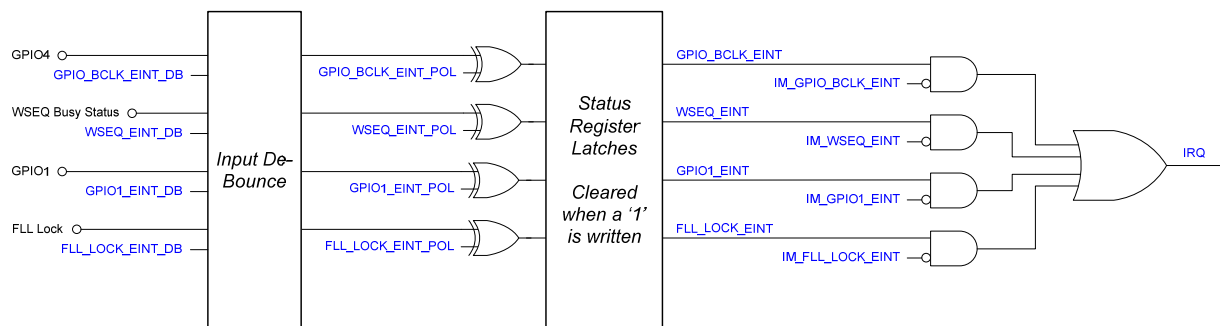 GPIO4
GPIO_BCLK_EINT_DB
WSEQ Busy Status
WSEQ_EINT_DB
GPIO1
GPIO1_EINT_DB
FLL Lock
FLL_LOCK_EINT_DB
Input De-
Bounce
GPIO_BCLK_EINT_POL
WSEQ_EINT_POL
GPIO1_EINT_POL
FLL_LOCK_EINT_POL
Status
Register
Latches
Cleared
when a ‘1’
is written
GPIO_BCLK_EINT
IM_GPIO_BCLK_EINT
WSEQ_EINT
IM_WSEQ_EINT
GPIO1_EINT
IM_GPIO1_EINT
FLL_LOCK_EINT
IM_FLL_LOCK_EINT
IRQ